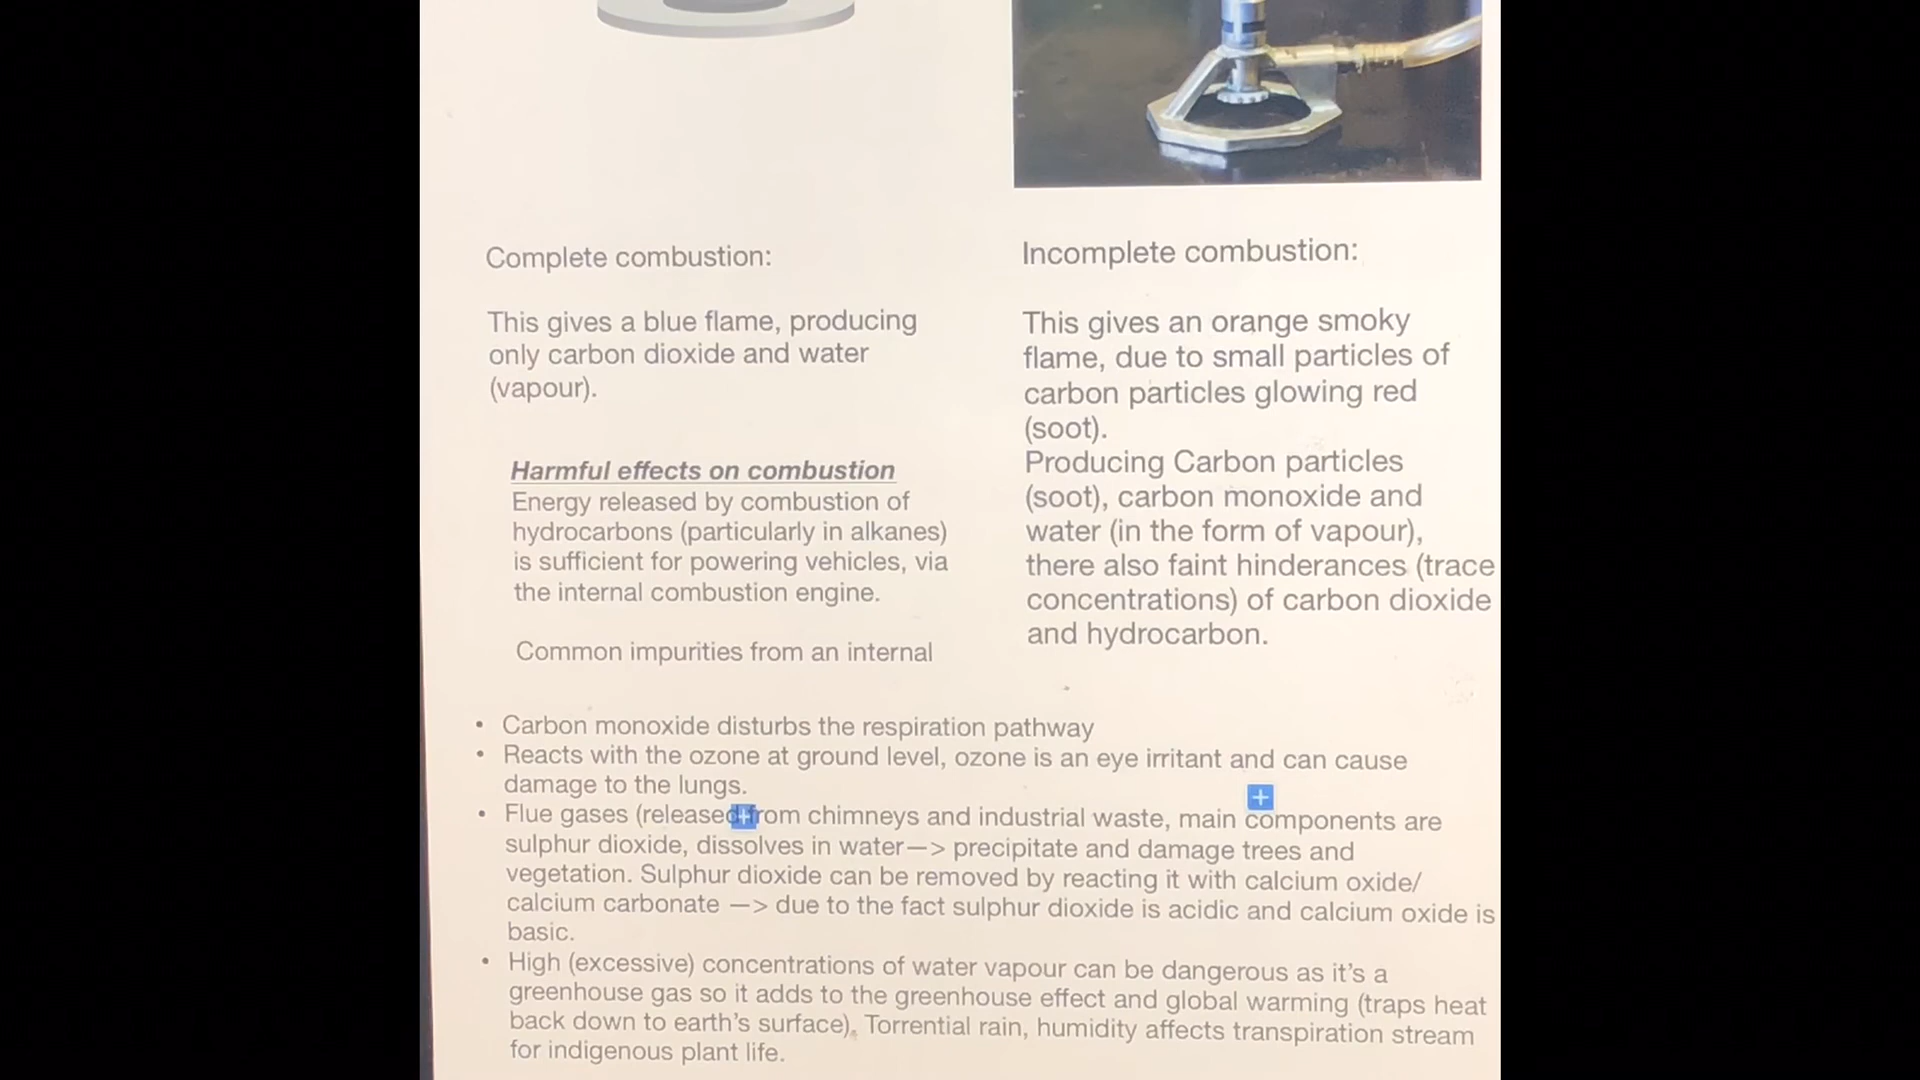 Complete combustion:
This gives a blue flame, producing
only carbon dioxide and water
(vapour).
Harmful effects on combustion
Energy released by combustion of
hydrocarbons (particularly in alkanes)
is sufficient for powering vehicles, via
the internal combustion engine.
Common impurities from an internal
Incomplete combustion:
This gives an orange smoky
flame, due to small particles of
carbon particles glowing red
(soot).
Producing Carbon particles
(soot), carbon monoxide and
water (in the form of vapour),
there also faint hinderances (trace
concentrations) of carbon dioxide
and hydrocarbon.
• Carbon monoxide disturbs the respiration pathway
• Reacts with the ozone at ground level, ozone is an eye irritant and can cause
damage to the lungs.
• Flue gases (released from chimneys and industrial waste, main components are
sulphur dioxide, dissolves in water—> precipitate and damage trees and
vegetation. Sulphur dioxide can be removed by reacting it with calcium oxide/
calcium carbonate —> due to the fact sulphur dioxide is acidic and calcium oxide is
basic.
• High (excessive) concentrations of water vapour can be dangerous as it's a
greenhouse gas so it adds to the greenhouse effect and global warming (traps heat
back down to earth's surface). Torrential rain, humidity affects transpiration stream
for indigenous plant life.